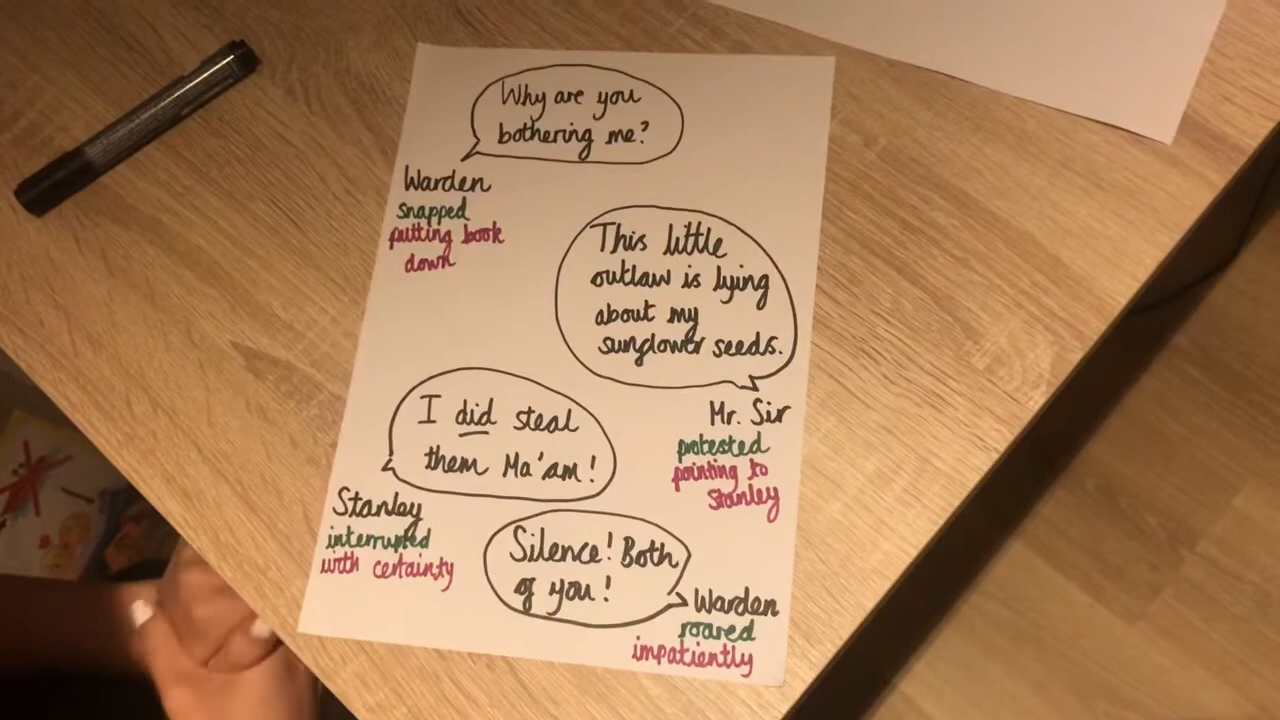 Why are you
bothering me?
Warden
snapped
putting book
down
This little
outlaw is lying
about my
sunflower seeds.
Mr. Sir
protested
pointing to
Stanley
I did steal
them Ma'am!
Stanley
interrupted
with certainty
Silence! Both
of you!
Warden
roared
impatiently